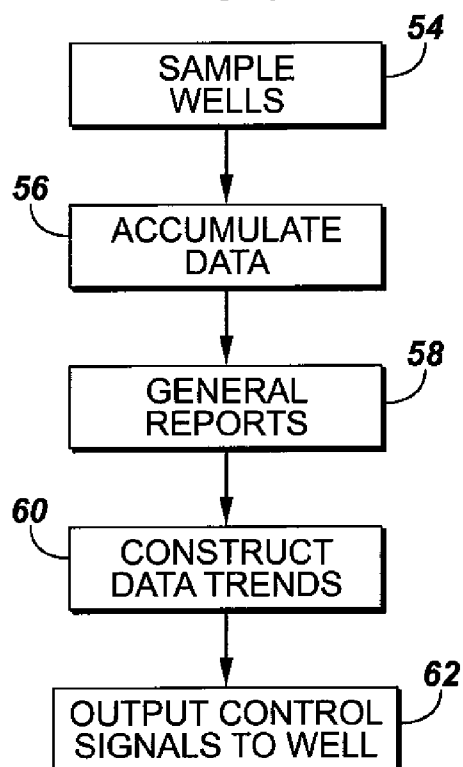 54
SAMPLE
WELLS
56
ACCUMULATE
DATA
58
GENERAL
REPORTS
60
CONSTRUCT
DATA TRENDS
62
OUTPUT CONTROL
SIGNALS TO WELL